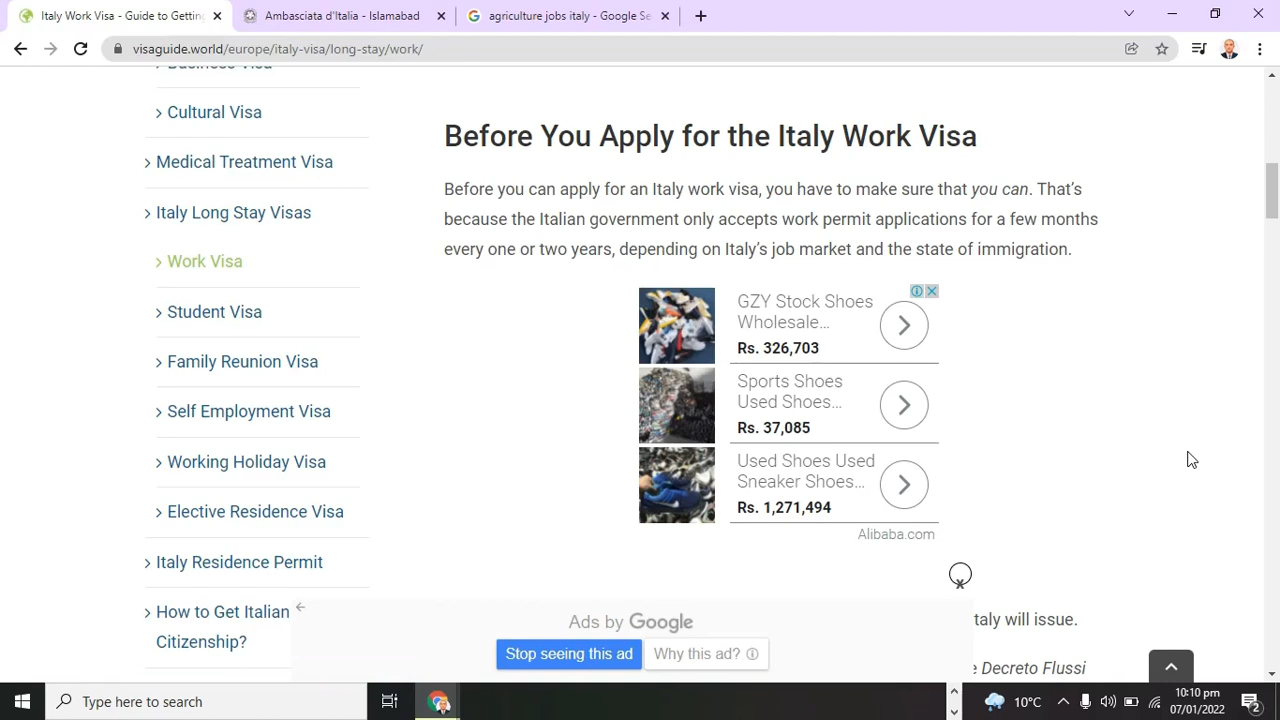 Italy Work Visa - Guide to Gettin
Ambasciata d'Italia - Islamabad
agriculture jobs italy - Google Se
visaguide.world/europe/italy-visa/long-stay/work/
Business Visa
Cultural Visa
Medical Treatment Visa
Italy Long Stay Visas
Work Visa
Student Visa
Family Reunion Visa
Self Employment Visa
Working Holiday Visa
Elective Residence Visa
Italy Residence Permit
How to Get Italian
Citizenship?
Before You Apply for the Italy Work Visa
Before you can apply for an Italy work visa, you have to make sure that you can. That’s
because the Italian government only accepts work permit applications for a few months
every one or two years, depending on Italy’s job market and the state of immigration.
GZY Stock Shoes
Wholesale...
Rs. 326,703
Sports Shoes
Used Shoes...
Rs. 37,085
Used Shoes Used
Sneaker Shoes...
Rs. 1,271,494
Alibaba.com
x
Ads by Google
Stop seeing this ad
Why this ad?
taly will issue.
e Decreto Flussi
Type here to search
10°C
10:10 pm
07/01/2022
2